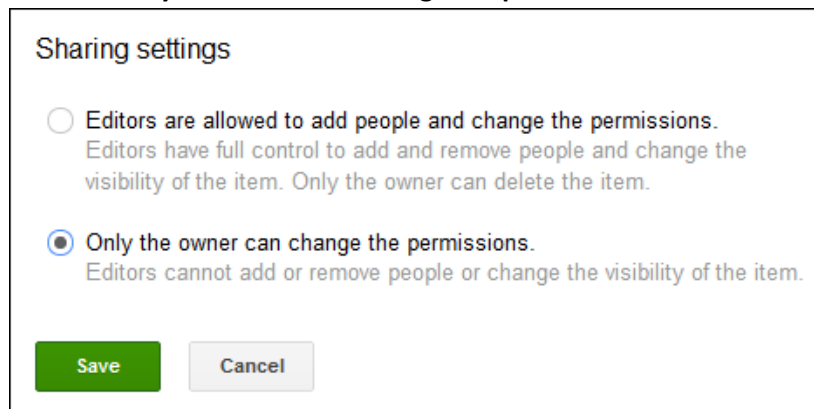 Sharing settings
Editors are allowed to add people and change the permissions.
Editors have full control to add and remove people and change the
visibility of the item. Only the owner can delete the item.
Only the owner can change the permissions.
Editors cannot add or remove people or change the visibility of the item.
Save Cancel